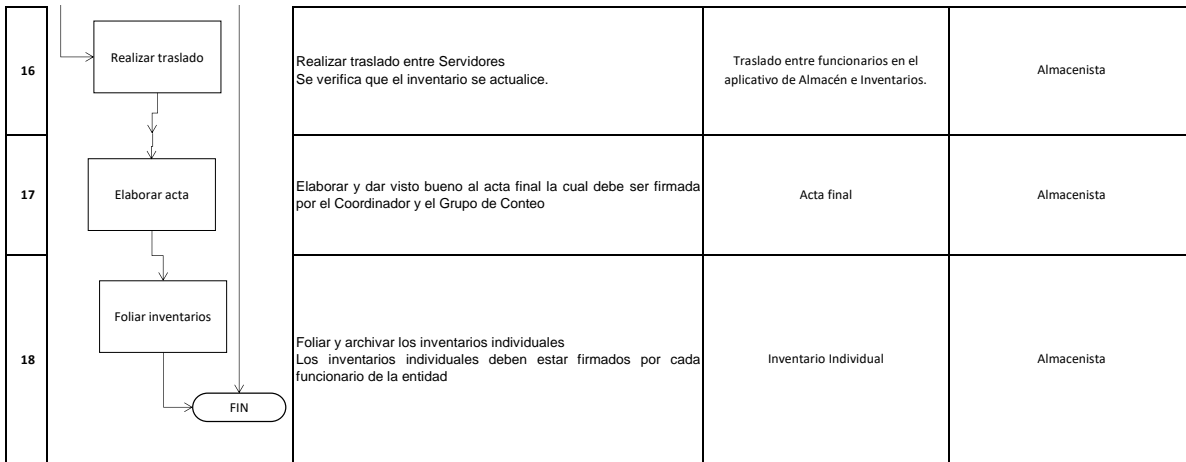 16
Realizar traslado
Realizar traslado entre Servidores
Se verifica que el inventario se actualice.
Traslado entre funcionarios en el
aplicativo de Almacén e Inventarios.
Almacenista
17
Elaborar acta
Elaborar y dar visto bueno al acta final la cual debe ser firmada
por el Coordinador y el Grupo de Conteo
Acta final
Almacenista
18
Foliar inventarios
Foliar y archivar los inventarios individuales
Los inventarios individuales deben estar firmados por cada
funcionario de la entidad
Inventario Individual
Almacenista
FIN